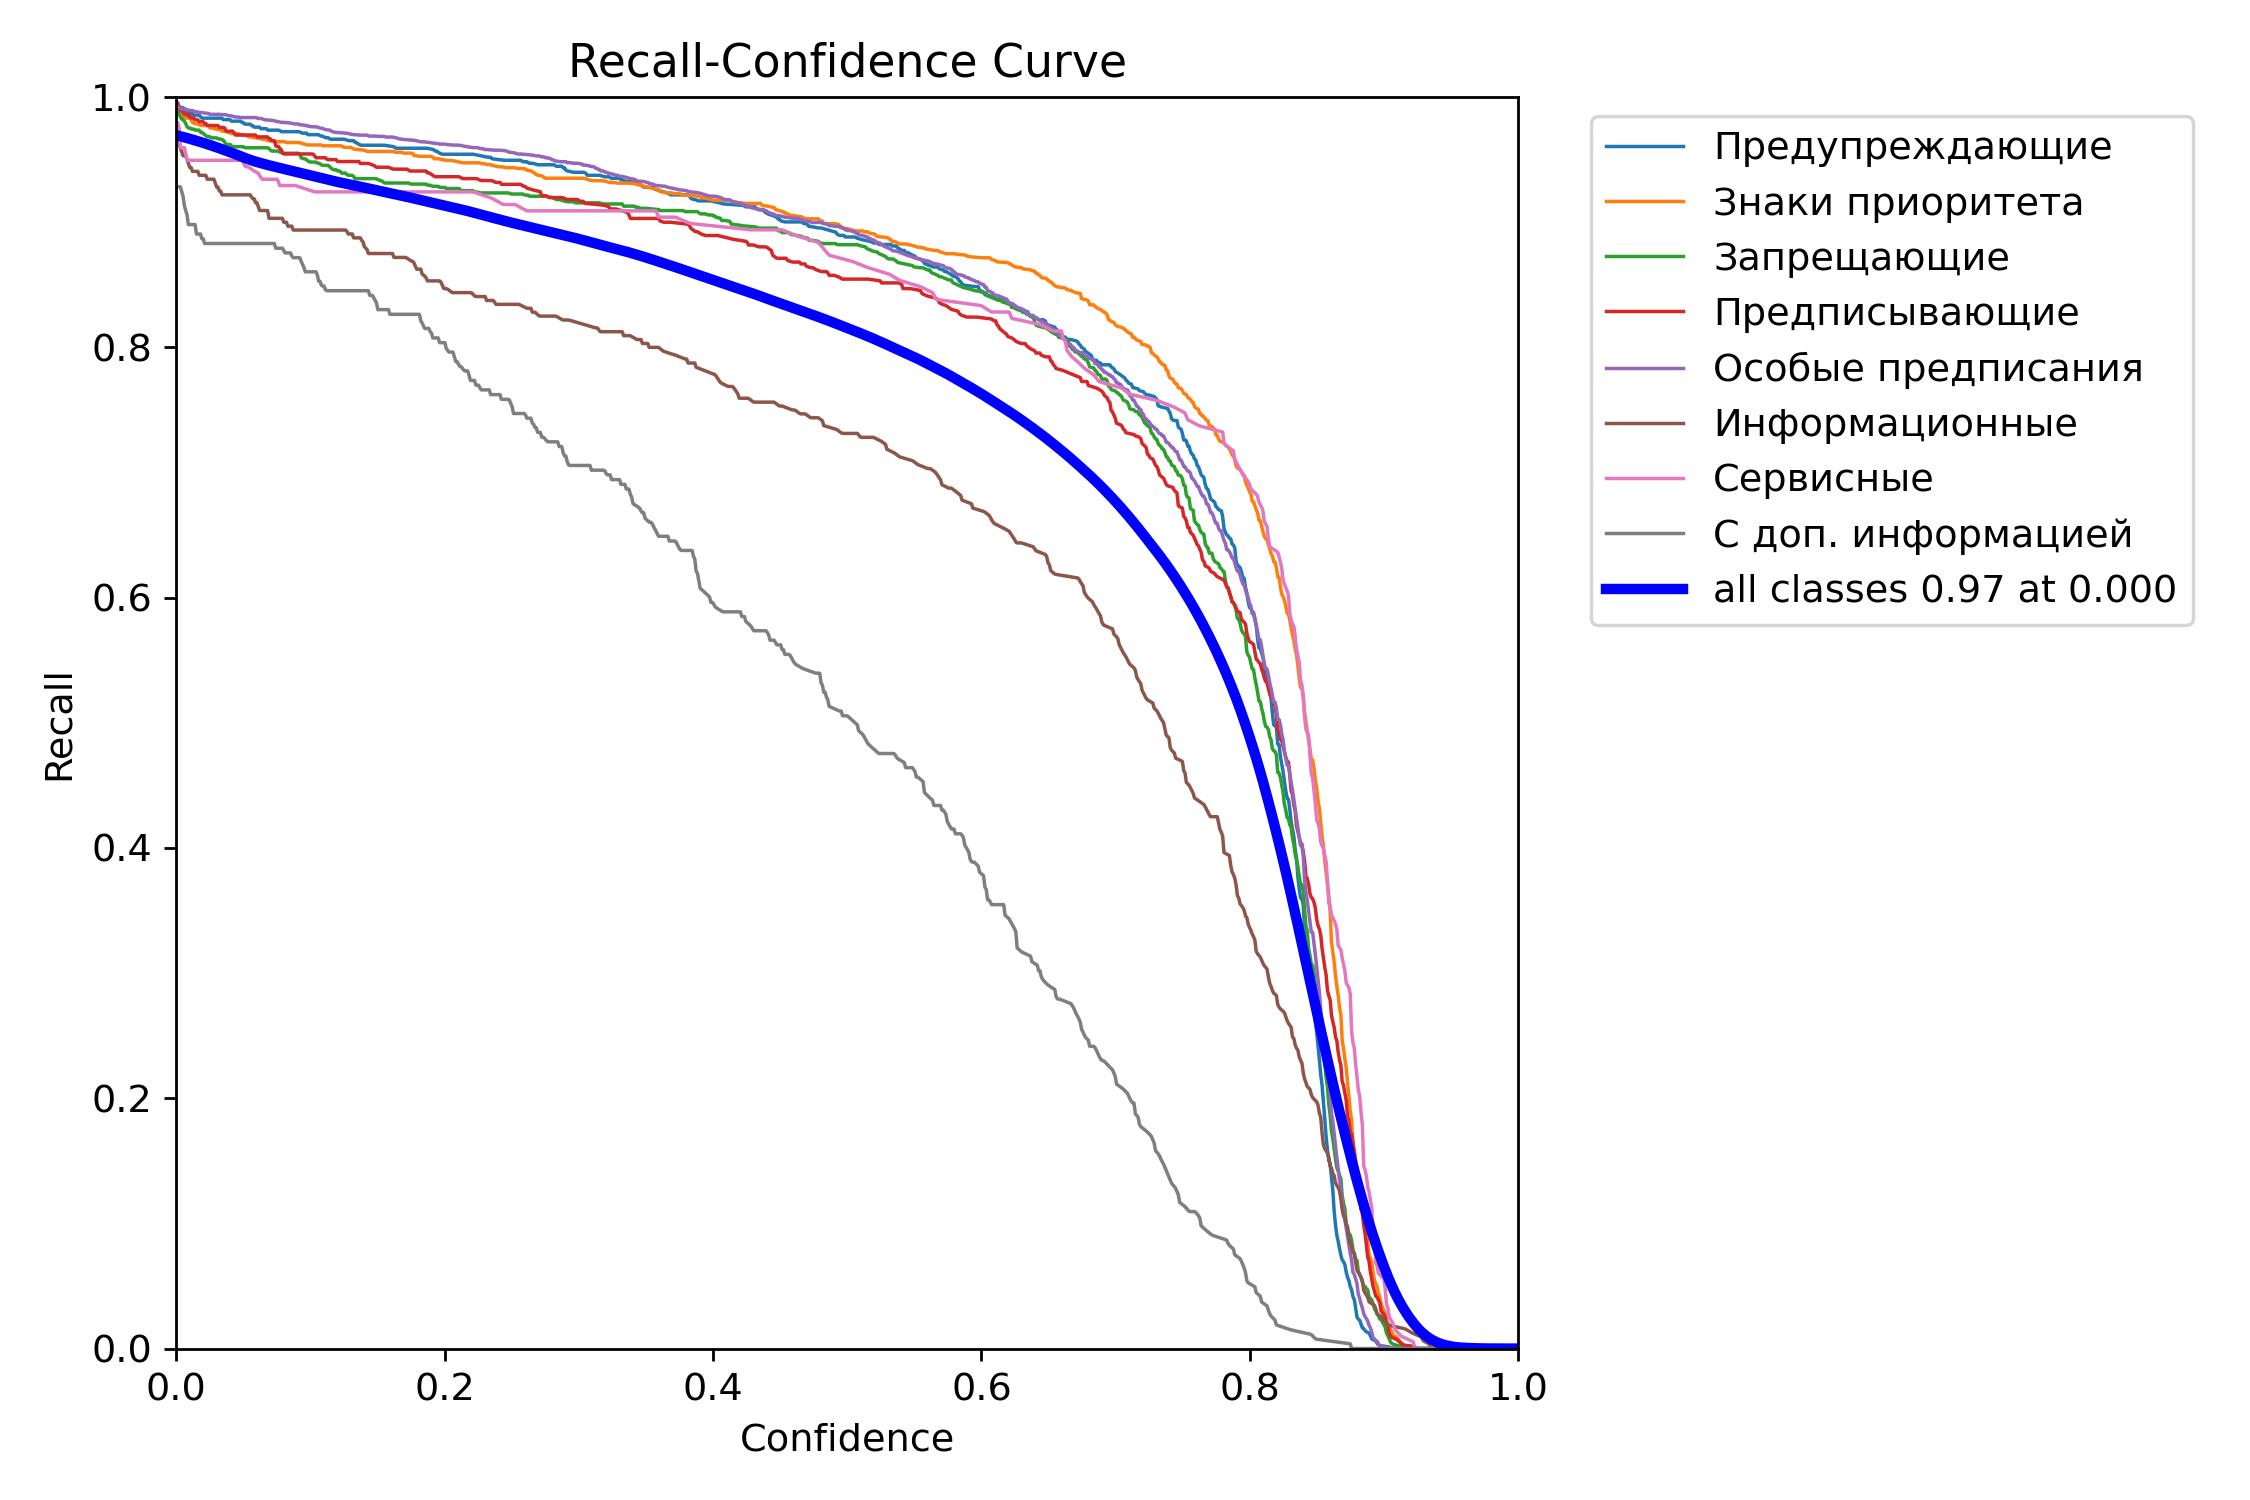 Recall-Confidence Curve
1.0
0.8
0.6
0.4
0.2
0.0
Recall
0.0 0.2 0.4 0.6 0.8 1.0
Confidence
Предупреждающие
Знаки приоритета
Запрещающие
Предписывающие
Особые предписания
Информационные
Сервисные
С доп. информацией
all classes 0.97 at 0.000